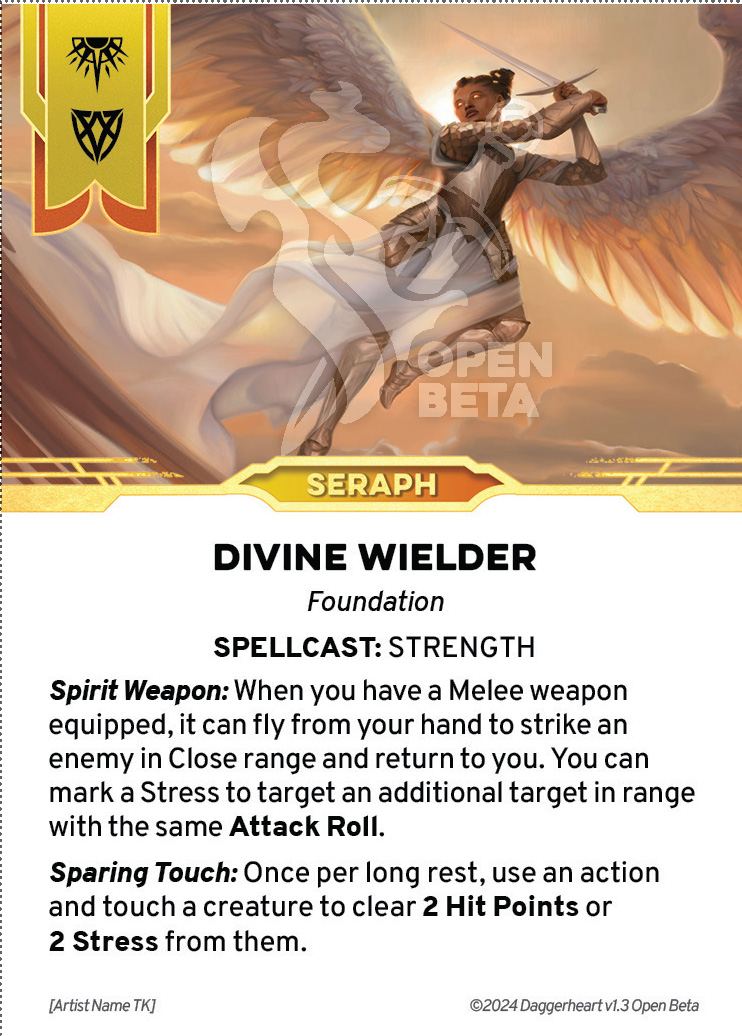 OPEN
BETA
SERAPH
DIVINE WIELDER
Foundation
SPELLCAST: STRENGTH
Spirit Weapon: When you have a Melee weapon
equipped, it can fly from your hand to strike an
enemy in Close range and return to you. You can
mark a Stress to target an additional target in range
with the same Attack Roll.
Sparing Touch: Once per long rest, use an action
and touch a creature to clear 2 Hit Points or
2 Stress from them.
[Artist Name TK]
©2024 Daggerheart v1.3 Open Beta